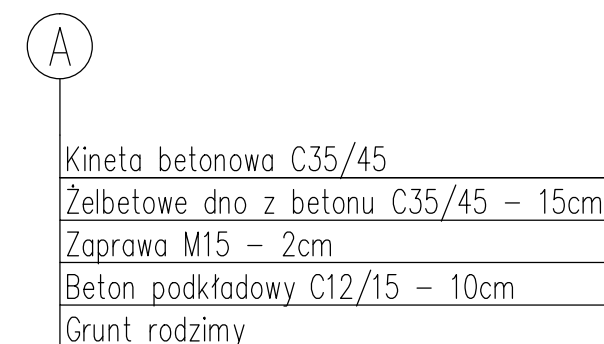 A
Kineta betonowa C35/45
Żelbetowe dno z betonu C35/45 – 15cm
Zaprawa M15 – 2cm
Beton podkładowy C12/15 – 10cm
Grunt rodzimy